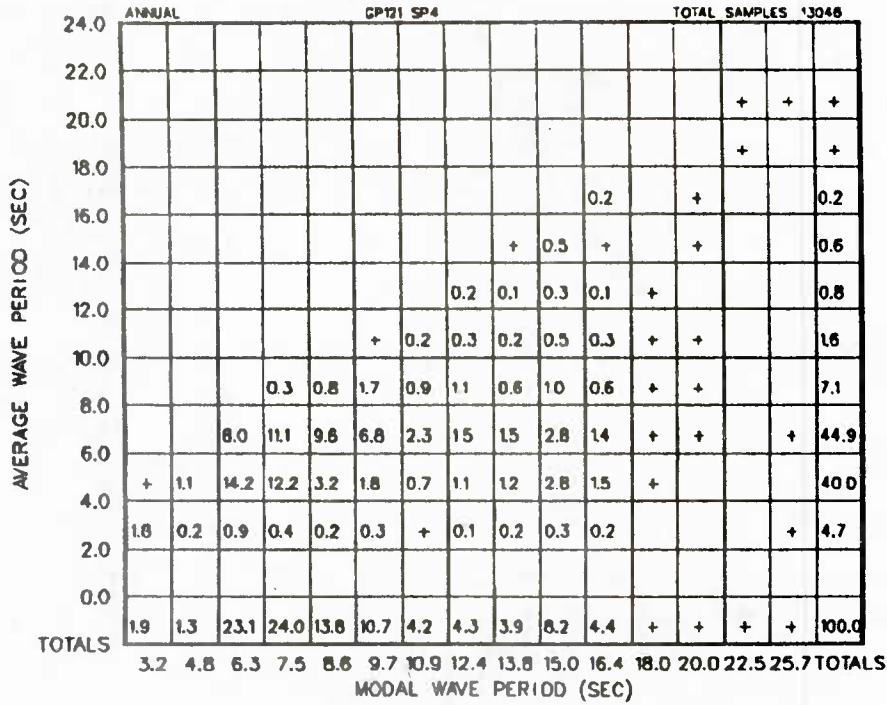 ANNUAL GP121 SP4 TOTAL SAMPLES 13046
24.0
22.0
+ + +
20.0
+ +
18.0
0.2 + 0.2
16.0
+ 0.5 + + 0.6
14.0
0.2 0.1 0.3 0.1 + 0.8
12.0
+ 0.2 0.3 0.2 0.5 0.3 + + 1.6
10.0
0.3 0.8 1.7 0.9 1.1 0.6 1.0 0.6 + + 7.1
8.0
8.0 11.1 9.6 6.8 2.3 1.5 1.5 2.8 1.4 + + + 44.9
6.0
+ 1.1 14.2 12.2 3.2 1.8 0.7 1.1 1.2 2.8 1.5 + 40.0
4.0
1.8 0.2 0.9 0.4 0.2 0.3 + 0.1 0.2 0.3 0.2 + 4.7
2.0
0.0
1.9 1.3 23.1 24.0 13.8 10.7 4.2 4.3 3.9 8.2 4.4 + + + + 100.0
TOTALS
3.2 4.8 6.3 7.5 8.6 9.7 10.9 12.4 13.8 15.0 16.4 18.0 20.0 22.5 25.7 TOTALS
MODAL WAVE PERIOD (SEC)
AVERAGE WAVE PERIOD (SEC)